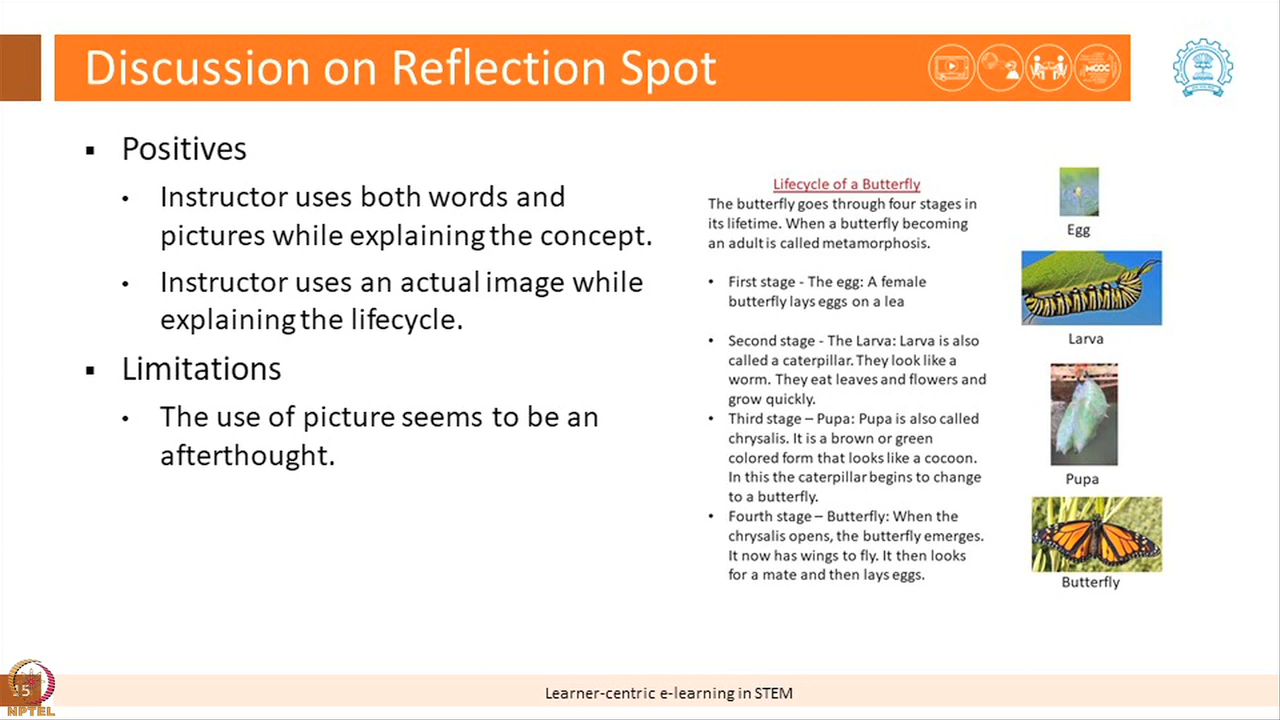 Discussion on Reflection Spot
MOOC
▪ Positives
• Instructor uses both words and
pictures while explaining the concept.
• Instructor uses an actual image while
explaining the lifecycle.
▪ Limitations
• The use of picture seems to be an
afterthought.
Lifecycle of a Butterfly
The butterfly goes through four stages in
its lifetime. When a butterfly becoming
an adult is called metamorphosis.
• First stage - The egg: A female
butterfly lays eggs on a lea
• Second stage - The Larva: Larva is also
called a caterpillar. They look like a
worm. They eat leaves and flowers and
grow quickly.
• Third stage – Pupa: Pupa is also called
chrysalis. It is a brown or green
colored form that looks like a cocoon.
In this the caterpillar begins to change
to a butterfly.
• Fourth stage – Butterfly: When the
chrysalis opens, the butterfly emerges.
It now has wings to fly. It then looks
for a mate and then lays eggs.
Egg
Larva
Pupa
Butterfly
15
NPTEL
Learner-centric e-learning in STEM